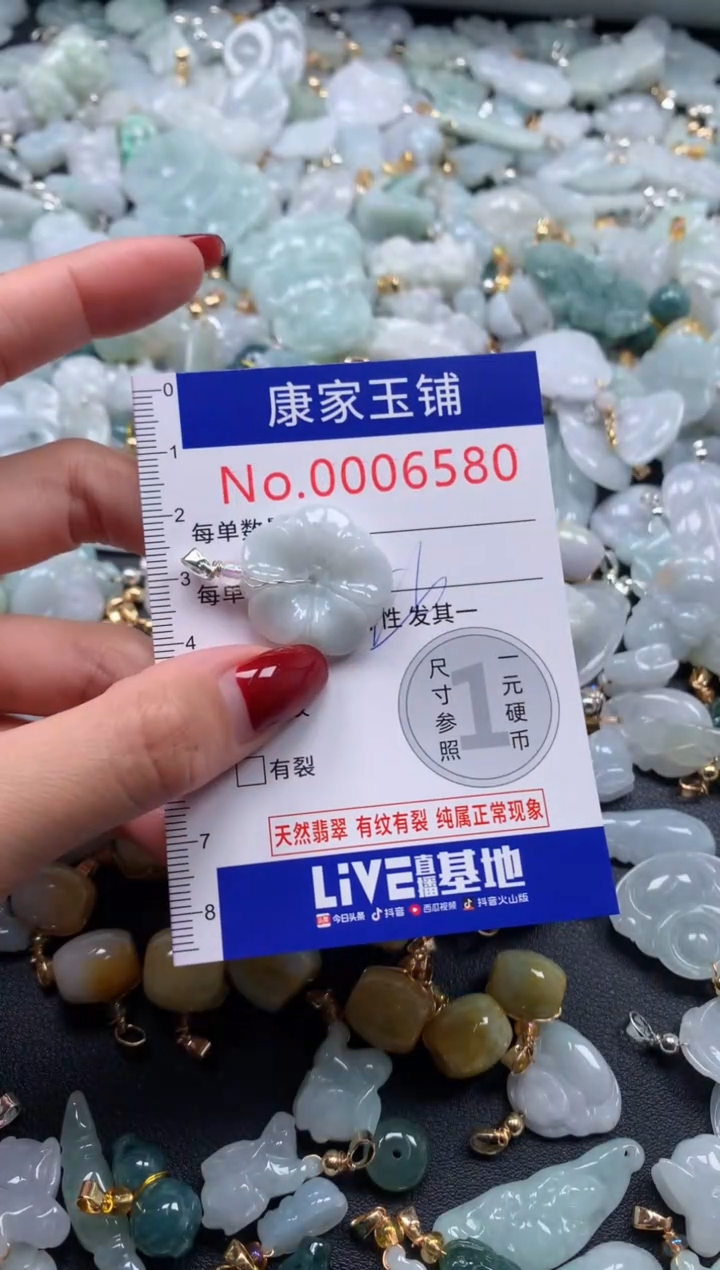 0
康家玉铺
1
No.0006580
2
每单数
3
每单
性发其一
4
尺寸参照
1
一元硬币
有裂
天然翡翠 有纹有裂 纯属正常现象
7
LiVE直播基地
8
今日头条 抖音 西瓜视频 抖音火山版